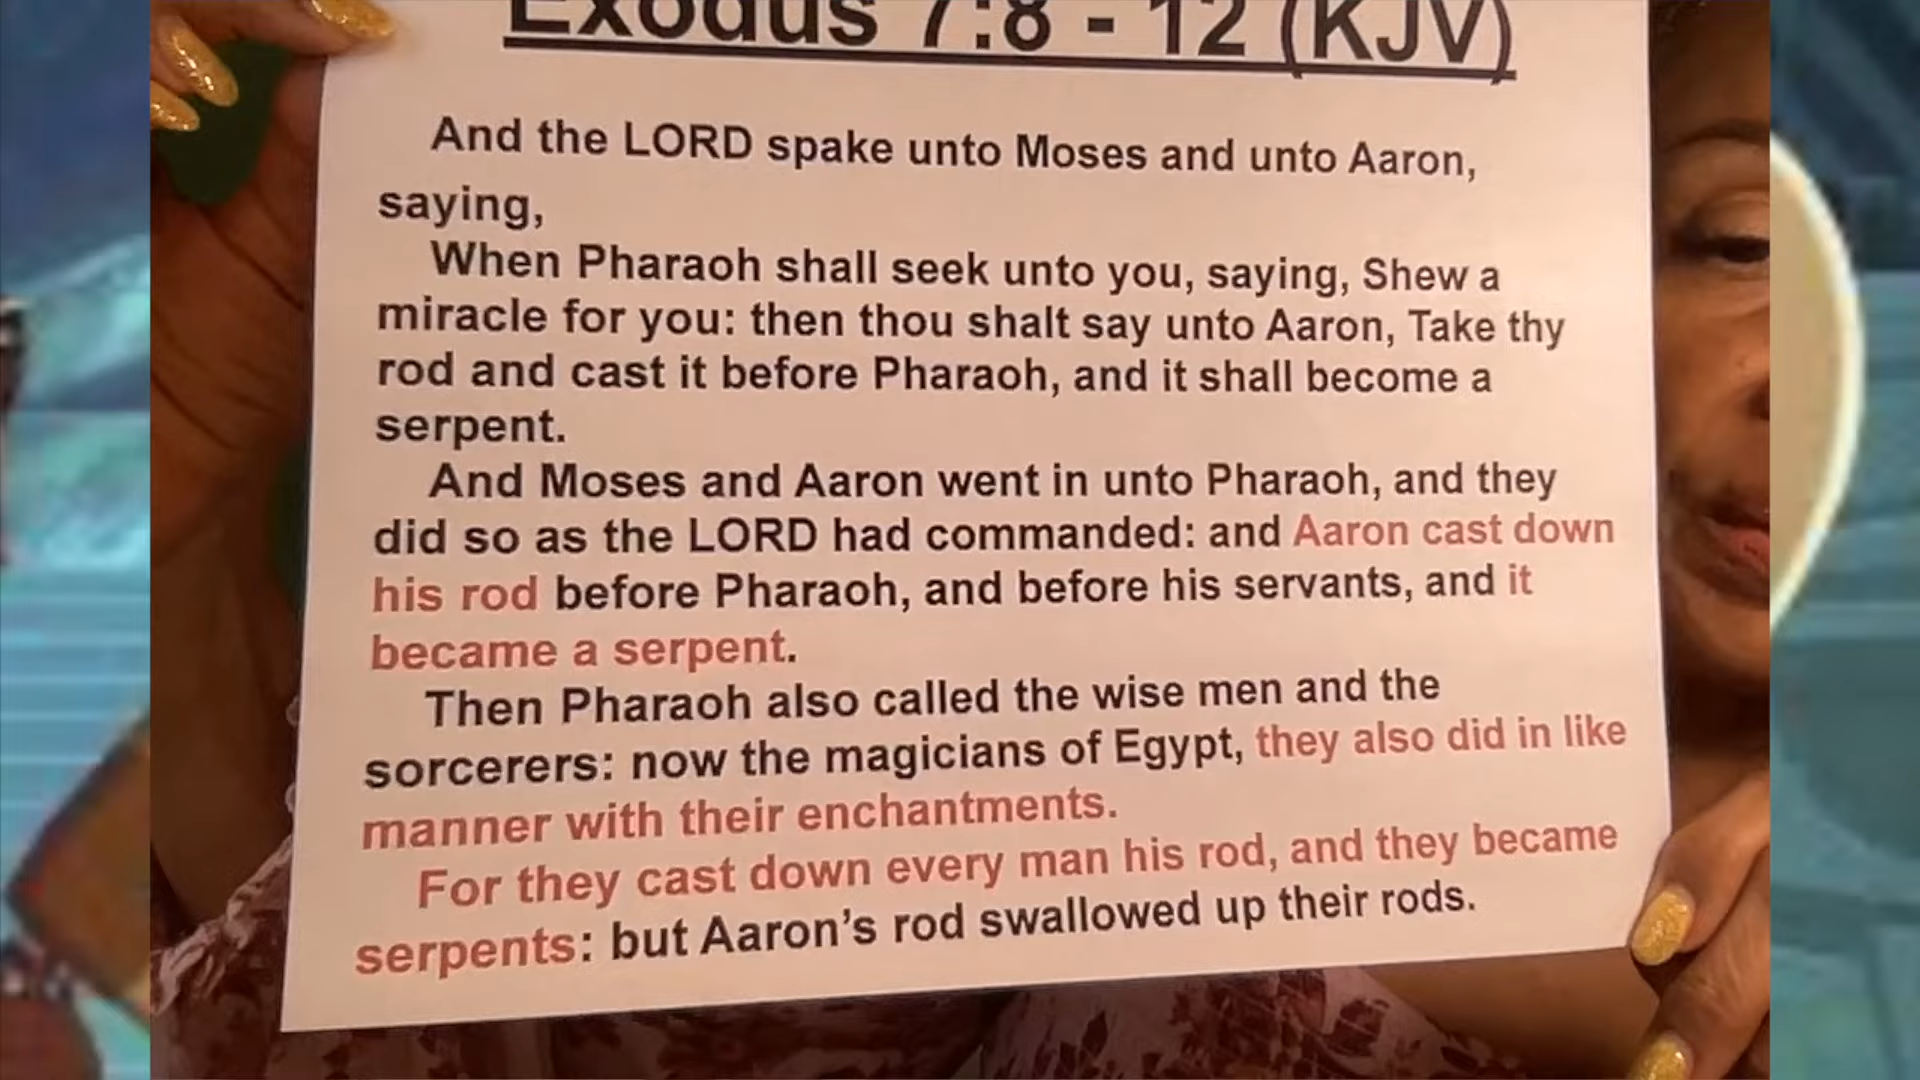 Exodus 7:8 - 12 (KJV)
And the LORD spake unto Moses and unto Aaron,
saying,
When Pharaoh shall seek unto you, saying, Shew a
miracle for you: then thou shalt say unto Aaron, Take thy
rod and cast it before Pharaoh, and it shall become a
serpent.
And Moses and Aaron went in unto Pharaoh, and they
did so as the LORD had commanded: and Aaron cast down
his rod before Pharaoh, and before his servants, and it
became a serpent.
Then Pharaoh also called the wise men and the
sorcerers: now the magicians of Egypt, they also did in like
manner with their enchantments.
For they cast down every man his rod, and they became
serpents: but Aaron's rod swallowed up their rods.